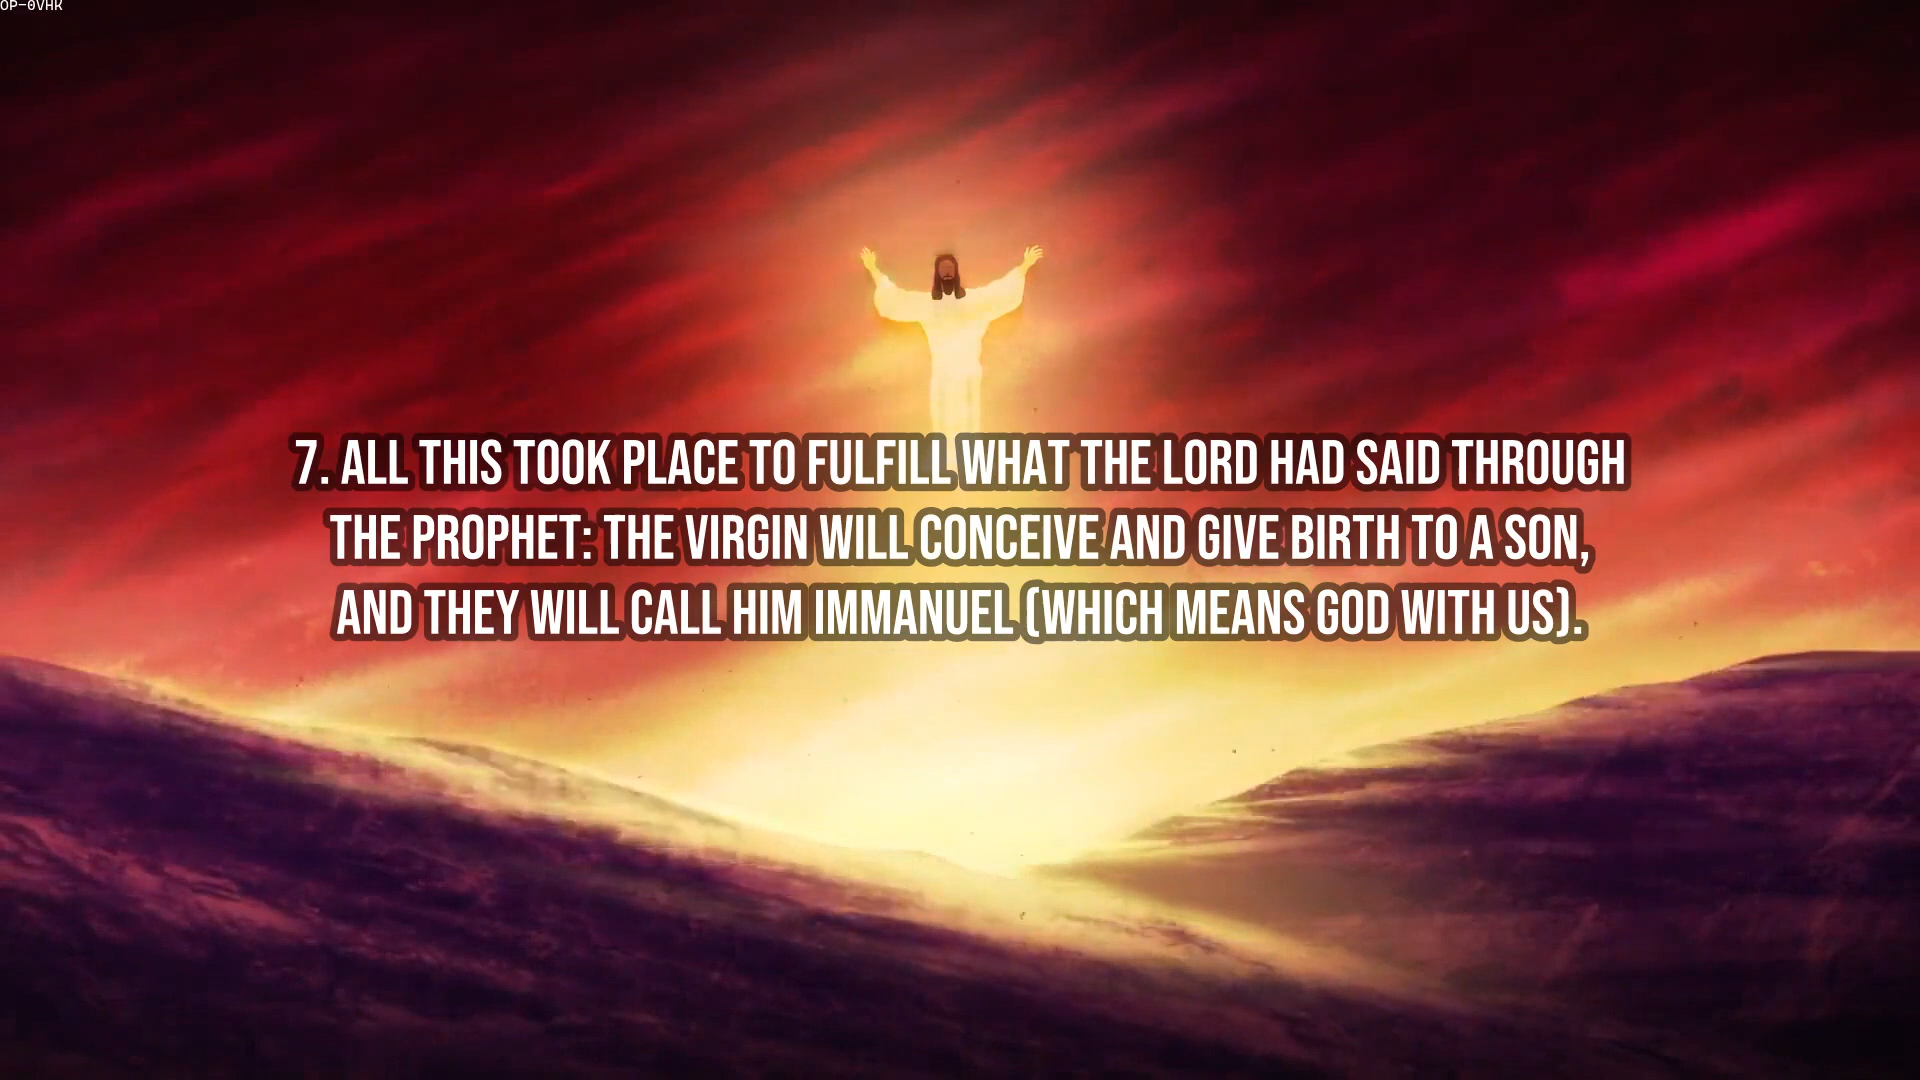 OP-0VHK
7. ALL THIS TOOK PLACE TO FULFILL WHAT THE LORD HAD SAID THROUGH
THE PROPHET: THE VIRGIN WILL CONCEIVE AND GIVE BIRTH TO A SON,
AND THEY WILL CALL HIM IMMANUEL (WHICH MEANS GOD WITH US).